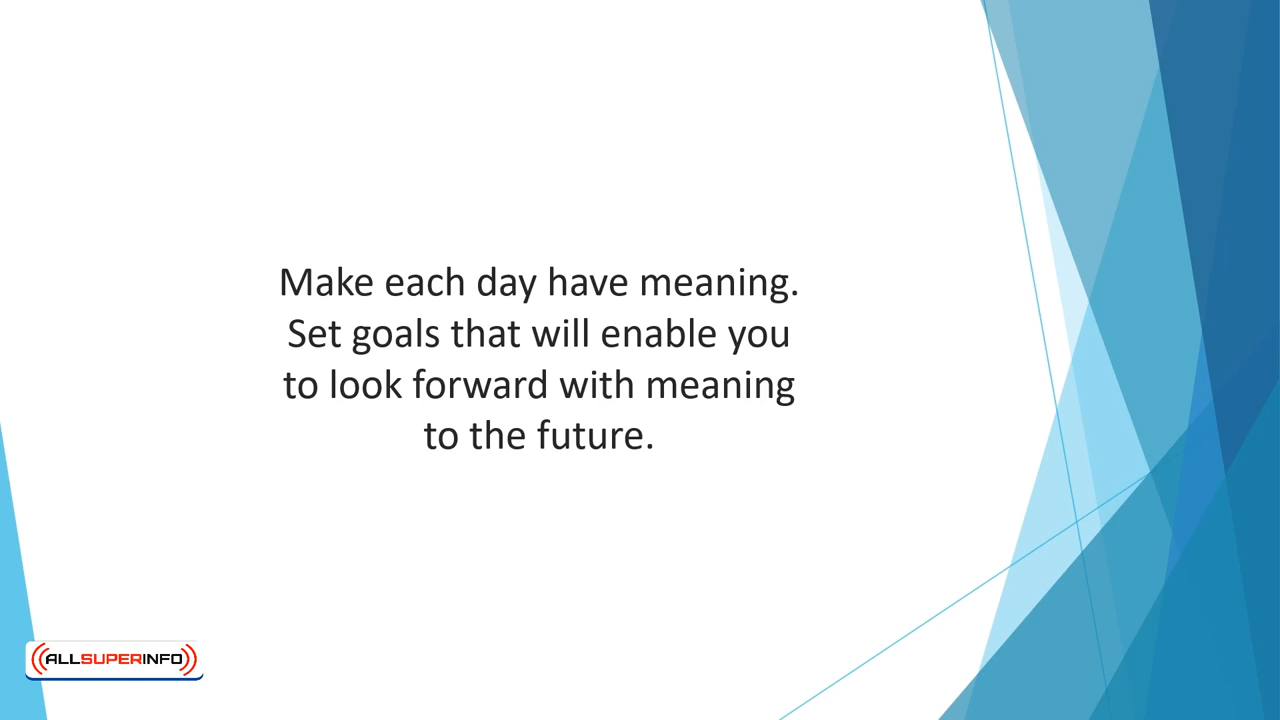 Make each day have meaning.
Set goals that will enable you
to look forward with meaning
to the future.
ALLSUPERINFO